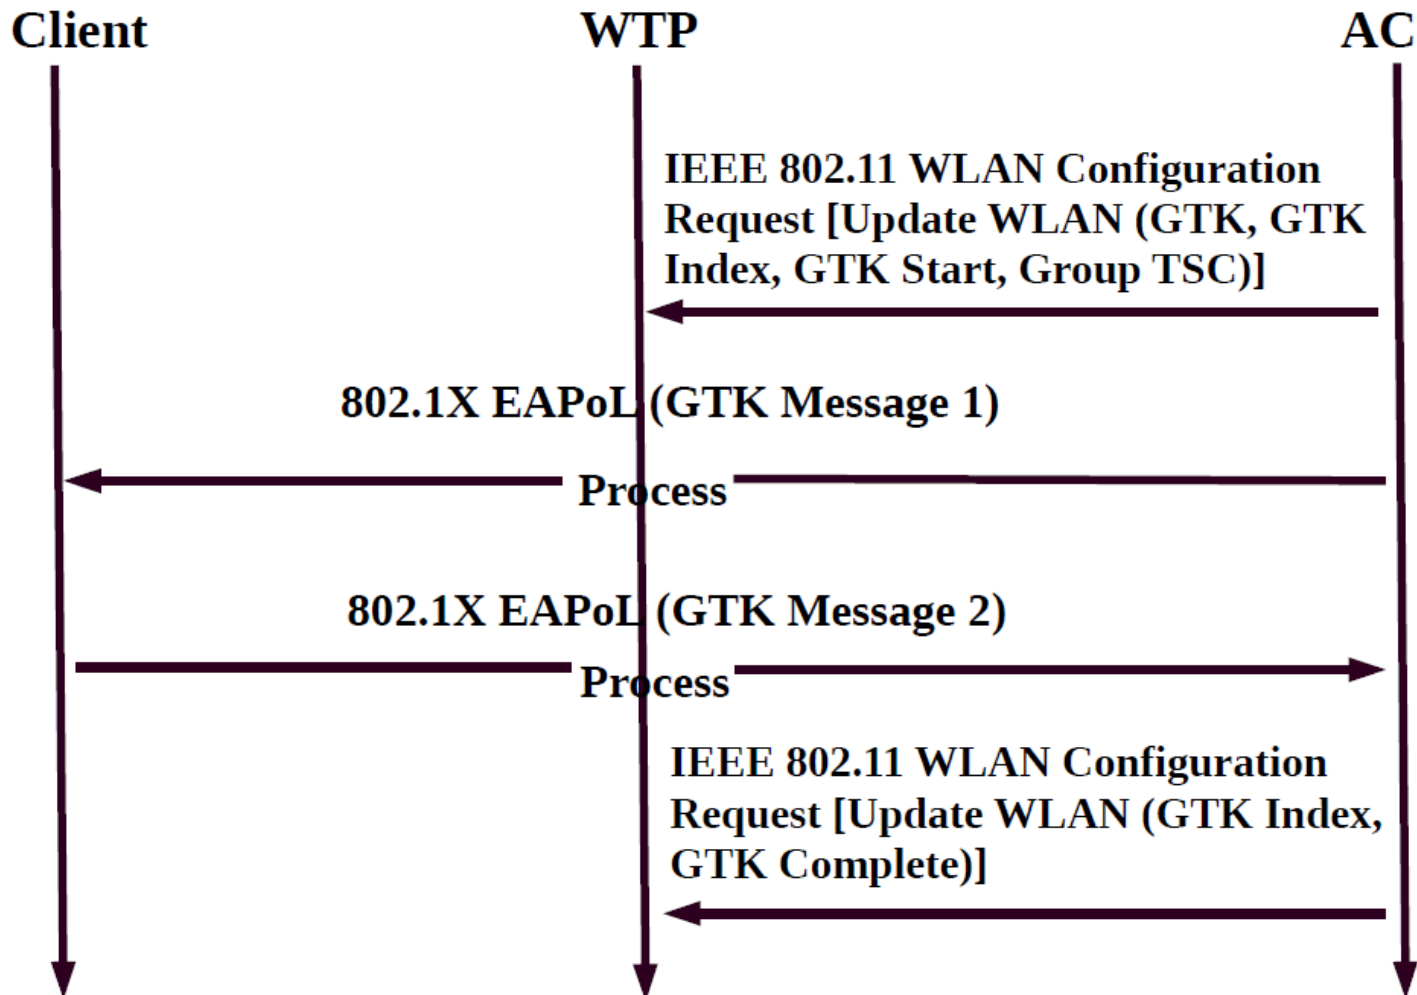 Client WTP AC
IEEE 802.11 WLAN Configuration
Request [Update WLAN (GTK, GTK
Index, GTK Start, Group TSC)]
802.1X EAPoL (GTK Message 1)
Process
802.1X EAPoL (GTK Message 2)
Process
IEEE 802.11 WLAN Configuration
Request [Update WLAN (GTK Index,
GTK Complete)]